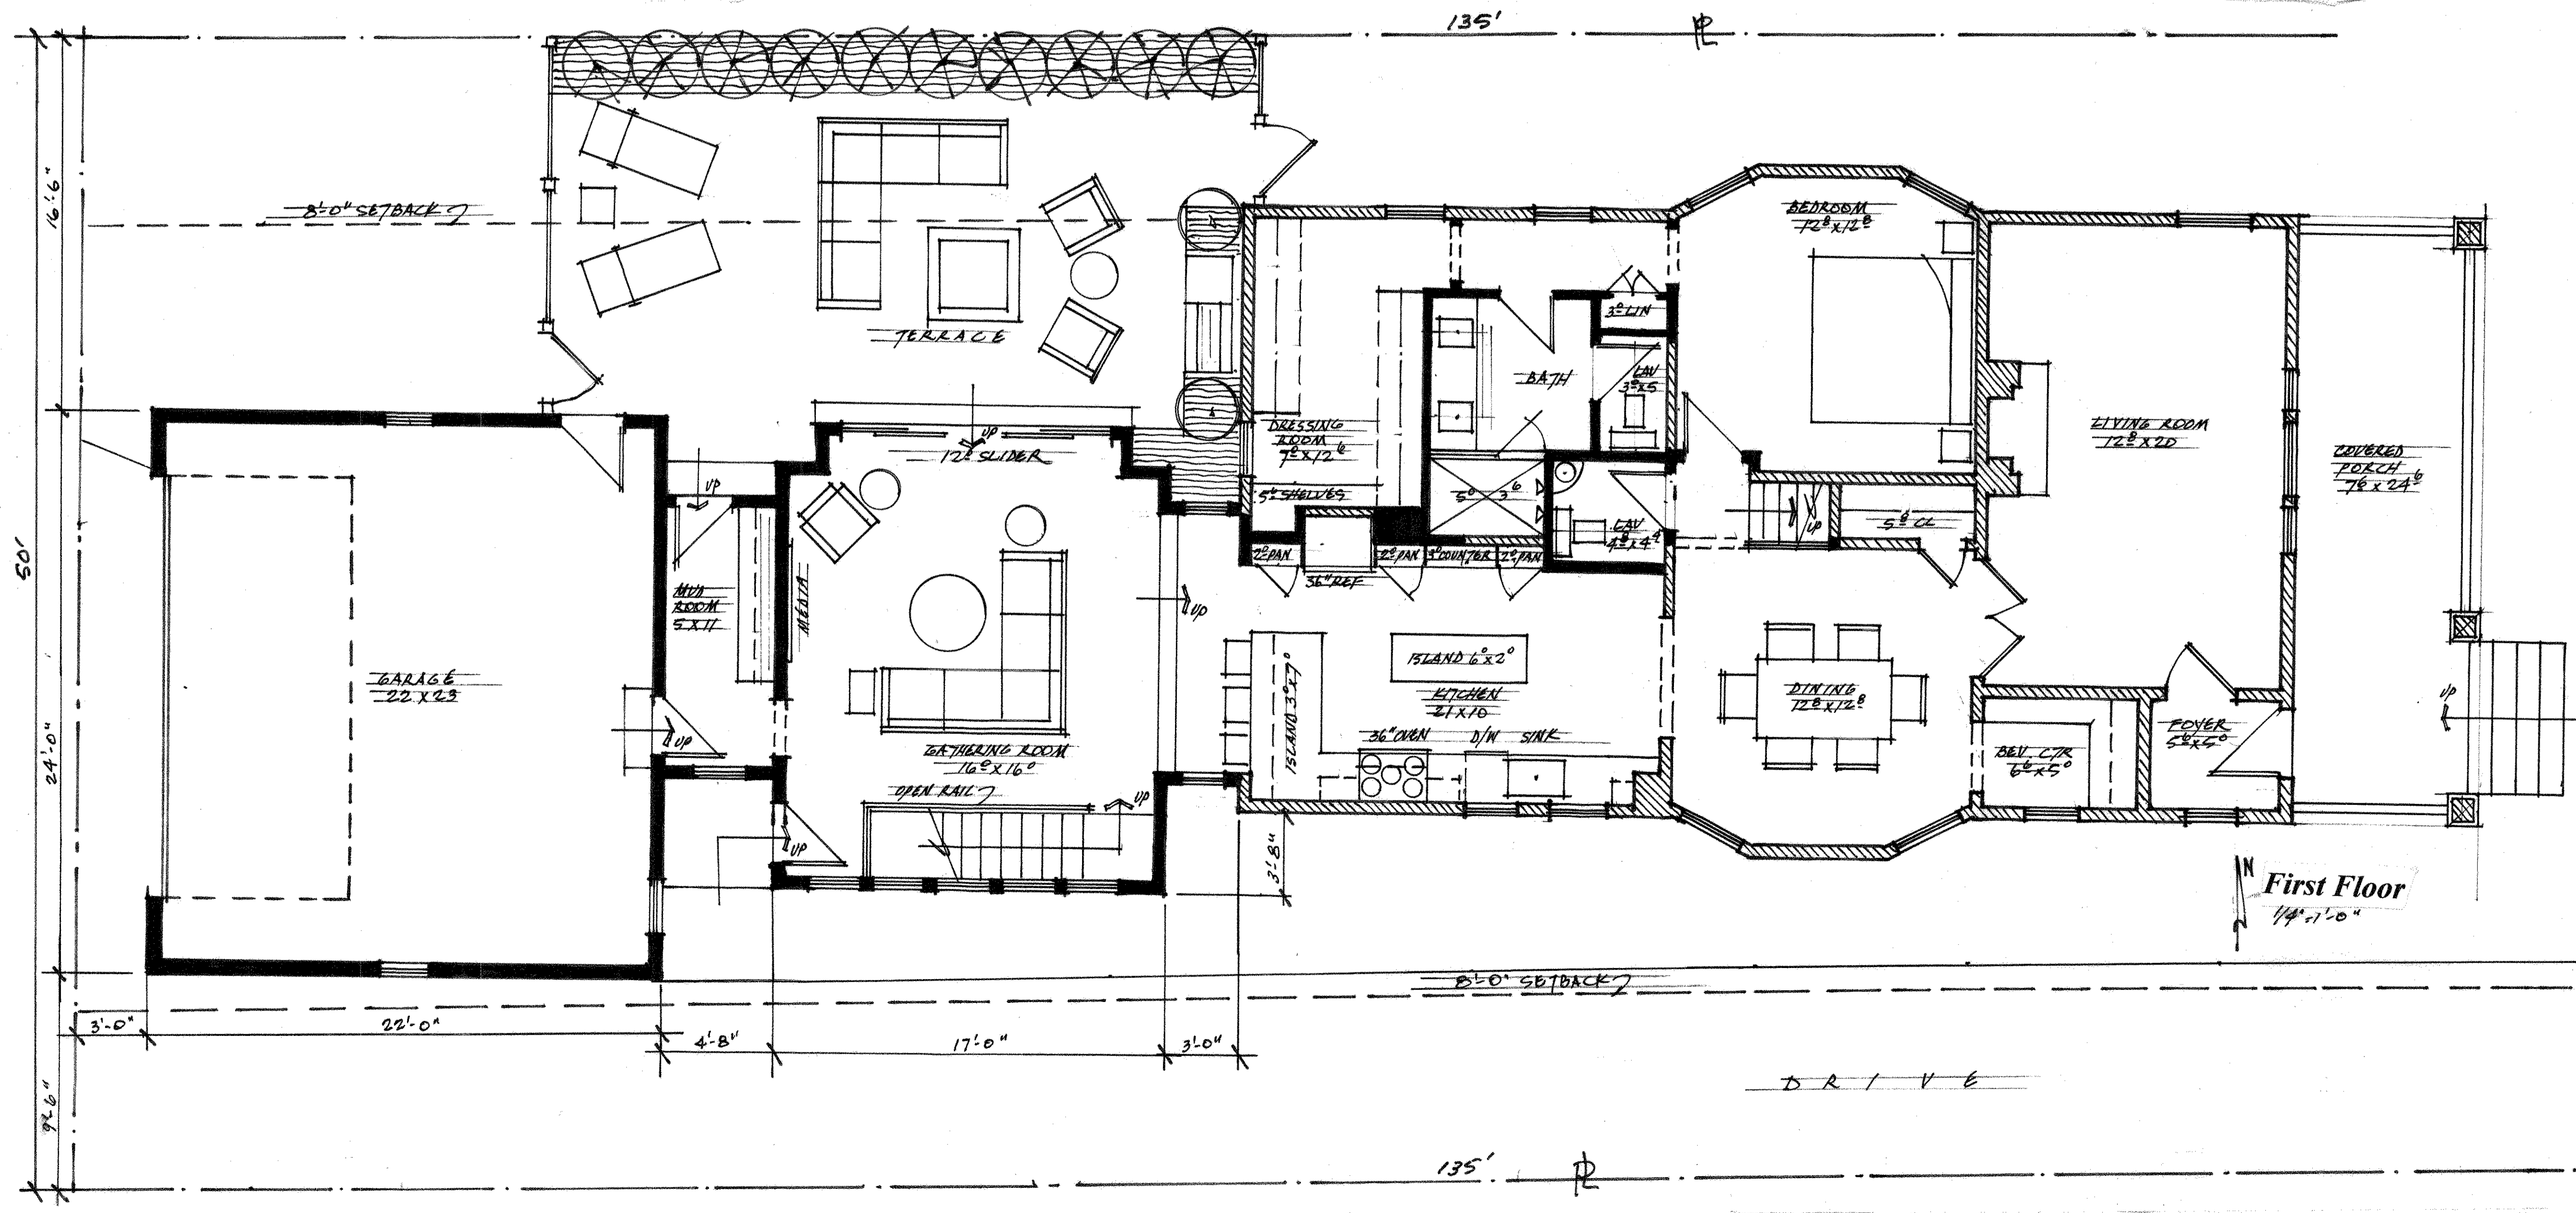 135'
16'-6"
8'-0" SETBACK
50'
24'-0"
9'-6"
TERRACE
12⁰ SLIDER
UP
UP
MUD
ROOM
5 X 11
MEDIA
GARAGE
22 X 23
UP
GATHERING ROOM
16⁰ X 16⁰
OPEN RAIL
UP
UP
UP
DRESSING
ROOM
7⁰ X 12⁶
5⁰ SHELVES
BATH
3⁰ LIN
LAV
3⁰ X 5
5⁰ 3⁶
LAV
4⁸ X 4⁴
2⁰ PAN
36" REF
2⁰ PAN
3⁰ COUNTER
2⁰ PAN
ISLAND 6⁰ X 2⁰
ISLAND 3⁰ X 7⁰
KITCHEN
21 X 10
36" OVEN
D/W
SINK
BEDROOM
12⁸ X 12⁸
UP
5⁸ CL
DINING
12⁸ X 12⁸
LIVING ROOM
12⁸ X 20
COVERED
PORCH
7⁶ X 24⁶
BEV CTR
6⁶ X 5⁰
FOYER
5⁶ X 5⁰
UP
3'-8"
N
First Floor
1/4" = 1'-0"
8'-0" SETBACK
3'-0"
22'-0"
4'-8"
17'-0"
3'-0"
DRIVE
135'